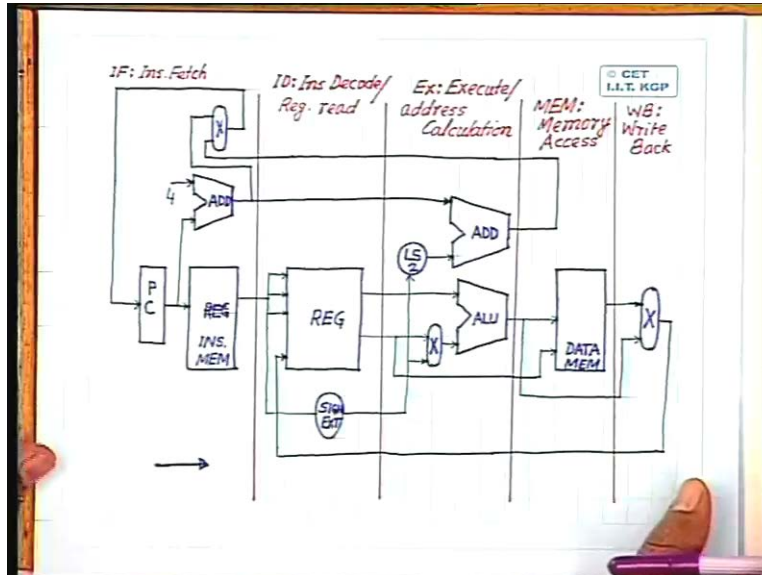 IF: Ins. Fetch
ID: Ins Decode/
Reg. read
Ex: Execute/
address
Calculation
MEM:
Memory
Access
WB:
Write
Back
© CET
I.I.T. KGP
X
4
ADD
ADD
LS
2
P
C
REG
INS.
MEM
REG
X
ALU
DATA
MEM
X
SIGN
EXT